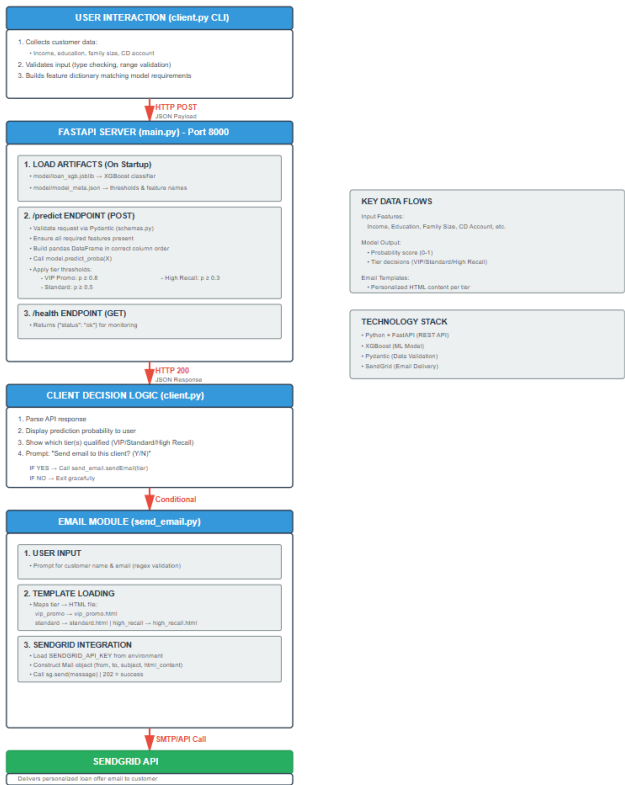 USER INTERACTION (client.py CLI)
1. Collects customer data:
• Income, education, family size, CD account
2. Validates input (type checking, range validation)
3. Builds feature dictionary matching model requirements
HTTP POST
JSON Payload
FASTAPI SERVER (main.py) - Port 8000
1. LOAD ARTIFACTS (On Startup)
• model/loan_xgb.joblib → XGBoost classifier
• model/model_meta.json → thresholds & feature names
2. /predict ENDPOINT (POST)
• Validate request via Pydantic (schemas.py)
• Ensure all required features present
• Build pandas DataFrame in correct column order
• Call model.predict_proba(X)
• Apply tier thresholds:
- VIP Promo: p ≥ 0.8 - High Recall: p ≥ 0.3
- Standard: p ≥ 0.5
3. /health ENDPOINT (GET)
• Returns {"status": "ok"} for monitoring
HTTP 200
JSON Response
CLIENT DECISION LOGIC (client.py)
1. Parse API response
2. Display prediction probability to user
3. Show which tier(s) qualified (VIP/Standard/High Recall)
4. Prompt: "Send email to this client? (Y/N)"
IF YES → Call send_email.sendEmail(tier)
IF NO → Exit gracefully
Conditional
EMAIL MODULE (send_email.py)
1. USER INPUT
• Prompt for customer name & email (regex validation)
2. TEMPLATE LOADING
• Maps tier → HTML file:
vip_promo → vip_promo.html
standard → standard.html | high_recall → high_recall.html
3. SENDGRID INTEGRATION
• Load SENDGRID_API_KEY from environment
• Construct Mail object (from, to, subject, html_content)
• Call sg.send(message) | 202 = success
SMTP/API Call
SENDGRID API
Delivers personalized loan offer email to customer
KEY DATA FLOWS
Input Features:
Income, Education, Family Size, CD Account, etc.
Model Output:
• Probability score (0-1)
• Tier decisions (VIP/Standard/High Recall)
Email Templates:
• Personalized HTML content per tier
TECHNOLOGY STACK
• Python + FastAPI (REST API)
• XGBoost (ML Model)
• Pydantic (Data Validation)
• SendGrid (Email Delivery)